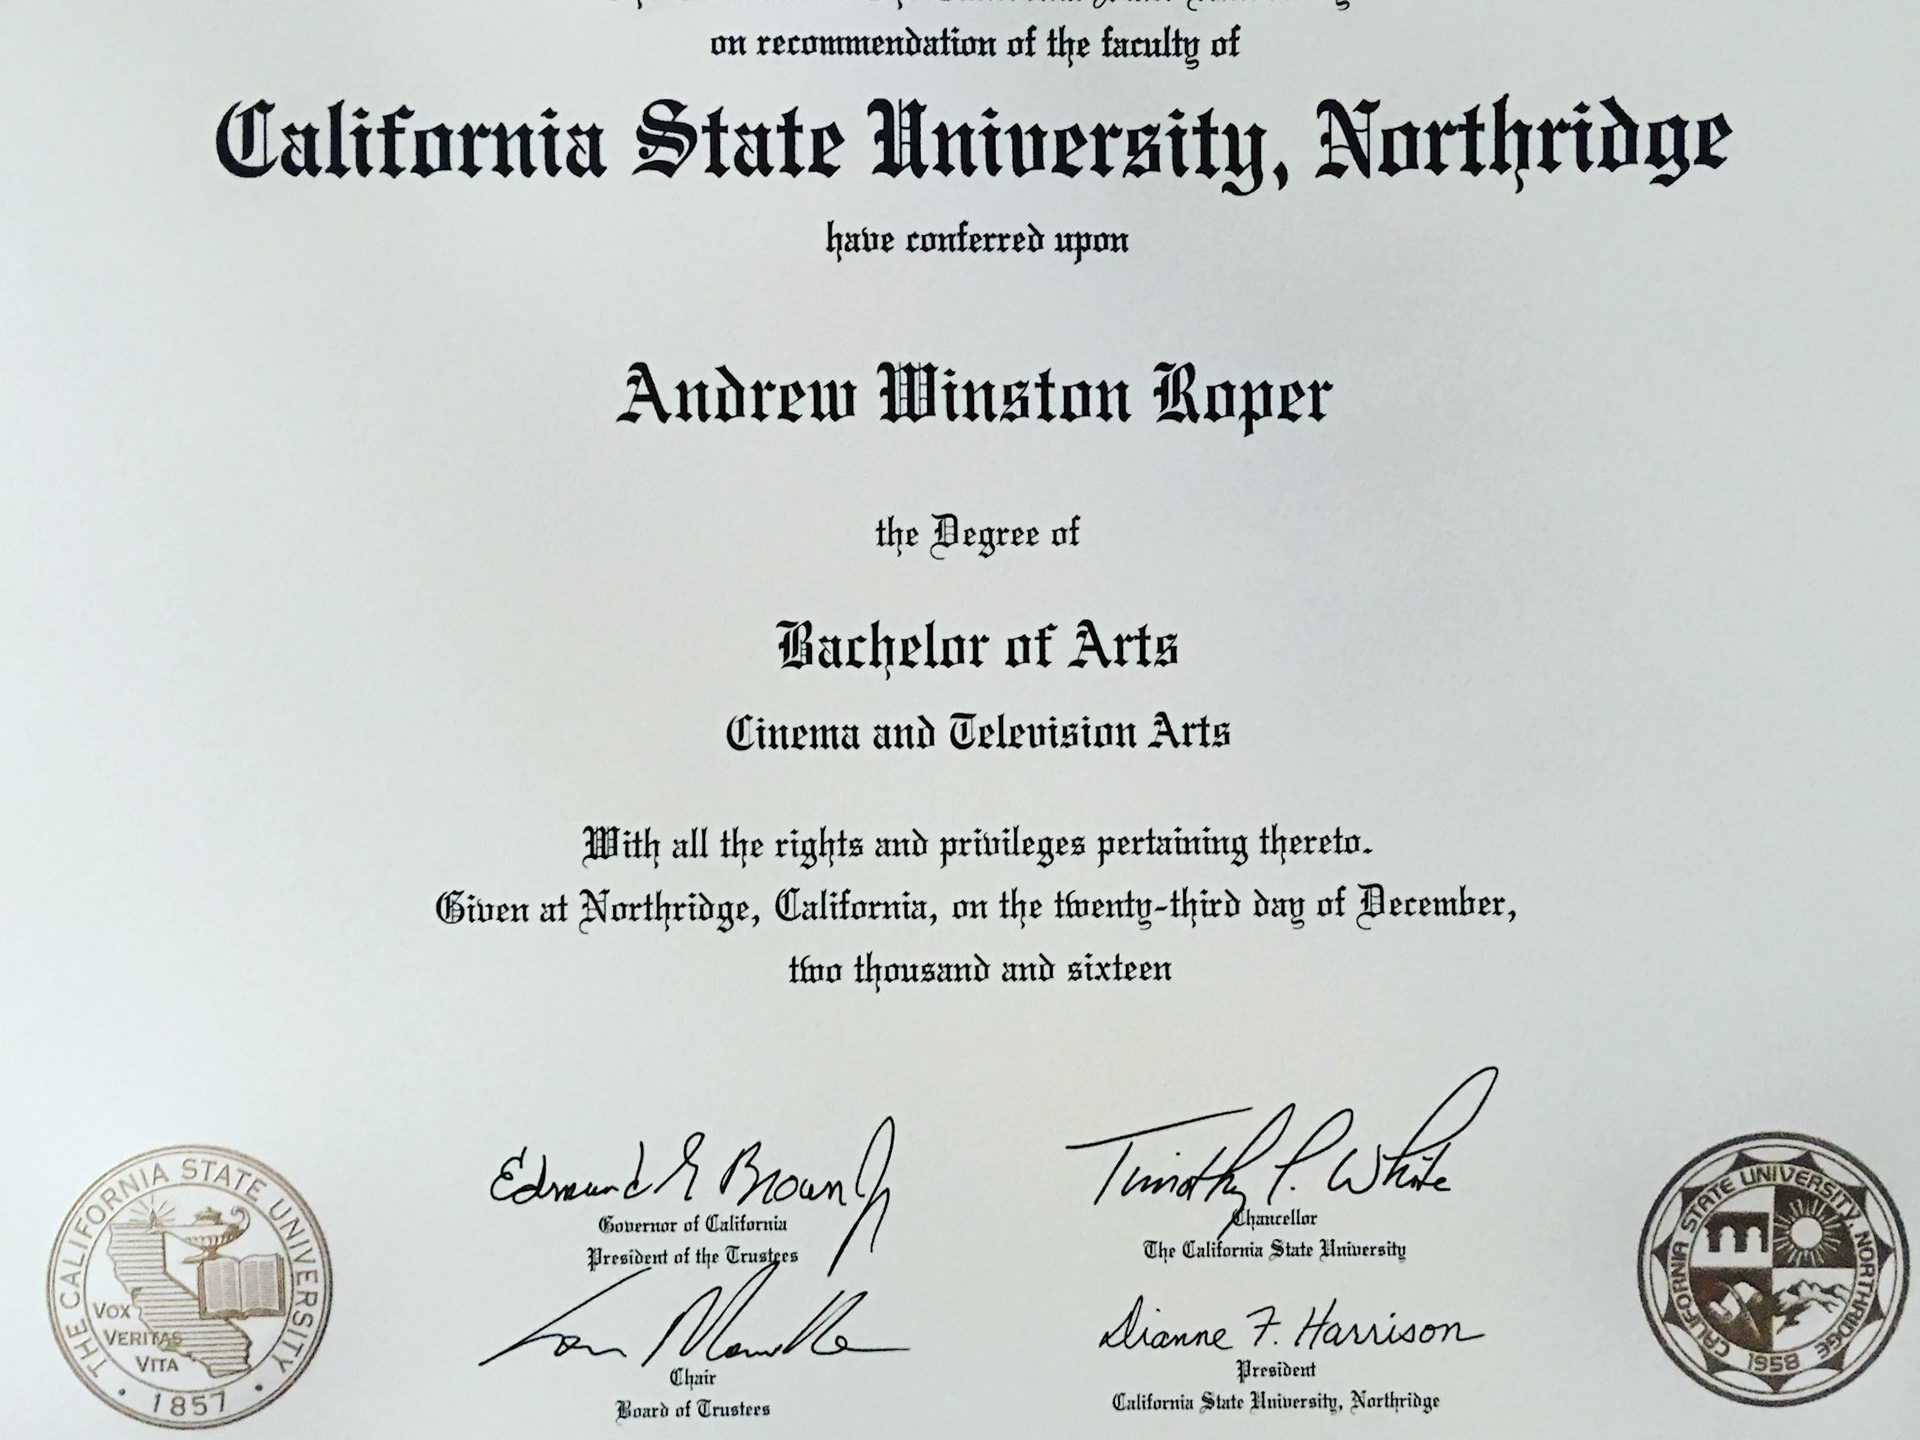 on recommendation of the faculty of
California State University, Northridge
have conferred upon
Andrew Winston Roper
the Degree of
Bachelor of Arts
Cinema and Television Arts
With all the rights and privileges pertaining thereto.
Given at Northridge, California, on the twenty-third day of December,
two thousand and sixteen
Edmund G Brown Jr
Governor of California
President of the Trustees
Timothy P. White
Chancellor
The California State University
Chair
Board of Trustees
Dianne F. Harrison
President
California State University, Northridge
THE CALIFORNIA STATE UNIVERSITY
VOX
VERITAS
VITA
1857
CALIFORNIA STATE UNIVERSITY, NORTHRIDGE
1958